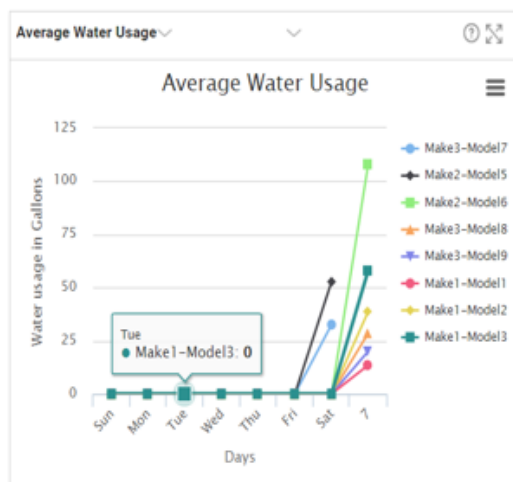 Average Water Usage
Average Water Usage
125
100
75
50
25
0
Water usage in Gallons
Tue
Make1-Model3: 0
Sun
Mon
Tue
Wed
Thu
Fri
Sat
7
Days
Make3-Model7
Make2-Model5
Make2-Model6
Make3-Model8
Make3-Model9
Make1-Model1
Make1-Model2
Make1-Model3